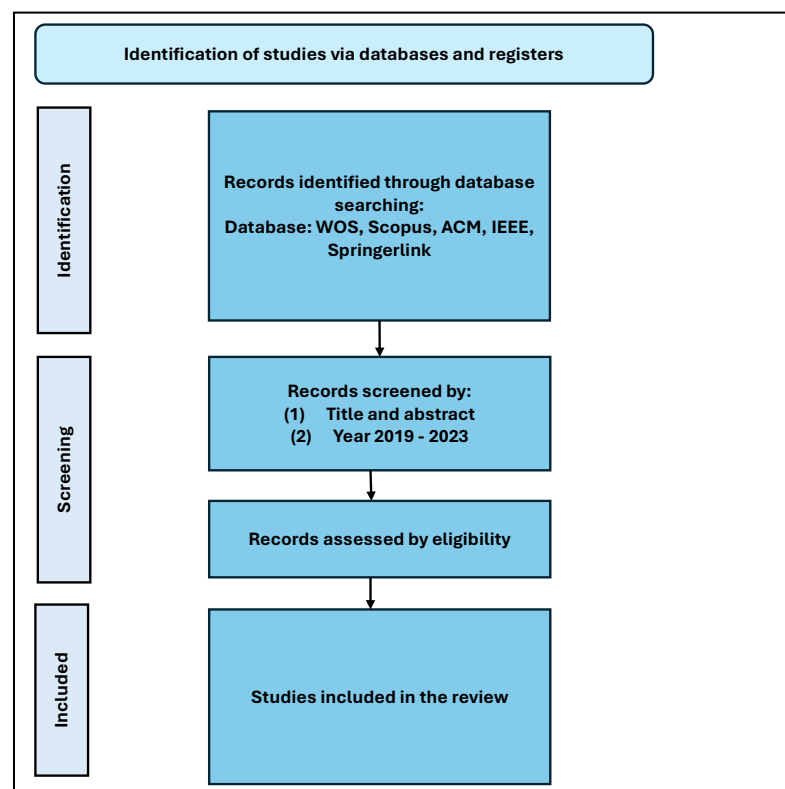 Identification of studies via databases and registers
Identification
Records identified through database
searching:
Database: WOS, Scopus, ACM, IEEE,
Springerlink
Screening
Records screened by:
(1) Title and abstract
(2) Year 2019 - 2023
Records assessed by eligibility
Included
Studies included in the review